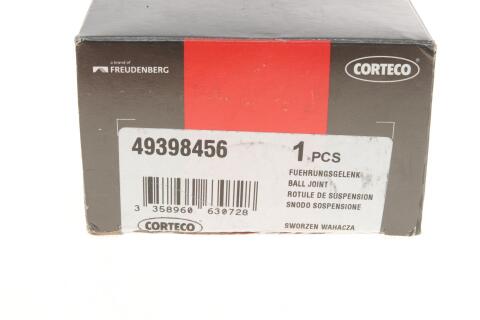 a brand of
FREUDENBERG
CORTECO
49398456
1 PCS
FUEHRUNGSGELENK
BALL JOINT
ROTULE DE SUSPENSION
SNODO SOSPENSIONE
3 358960 630728
CORTECO
SWORZEN WAHACZA